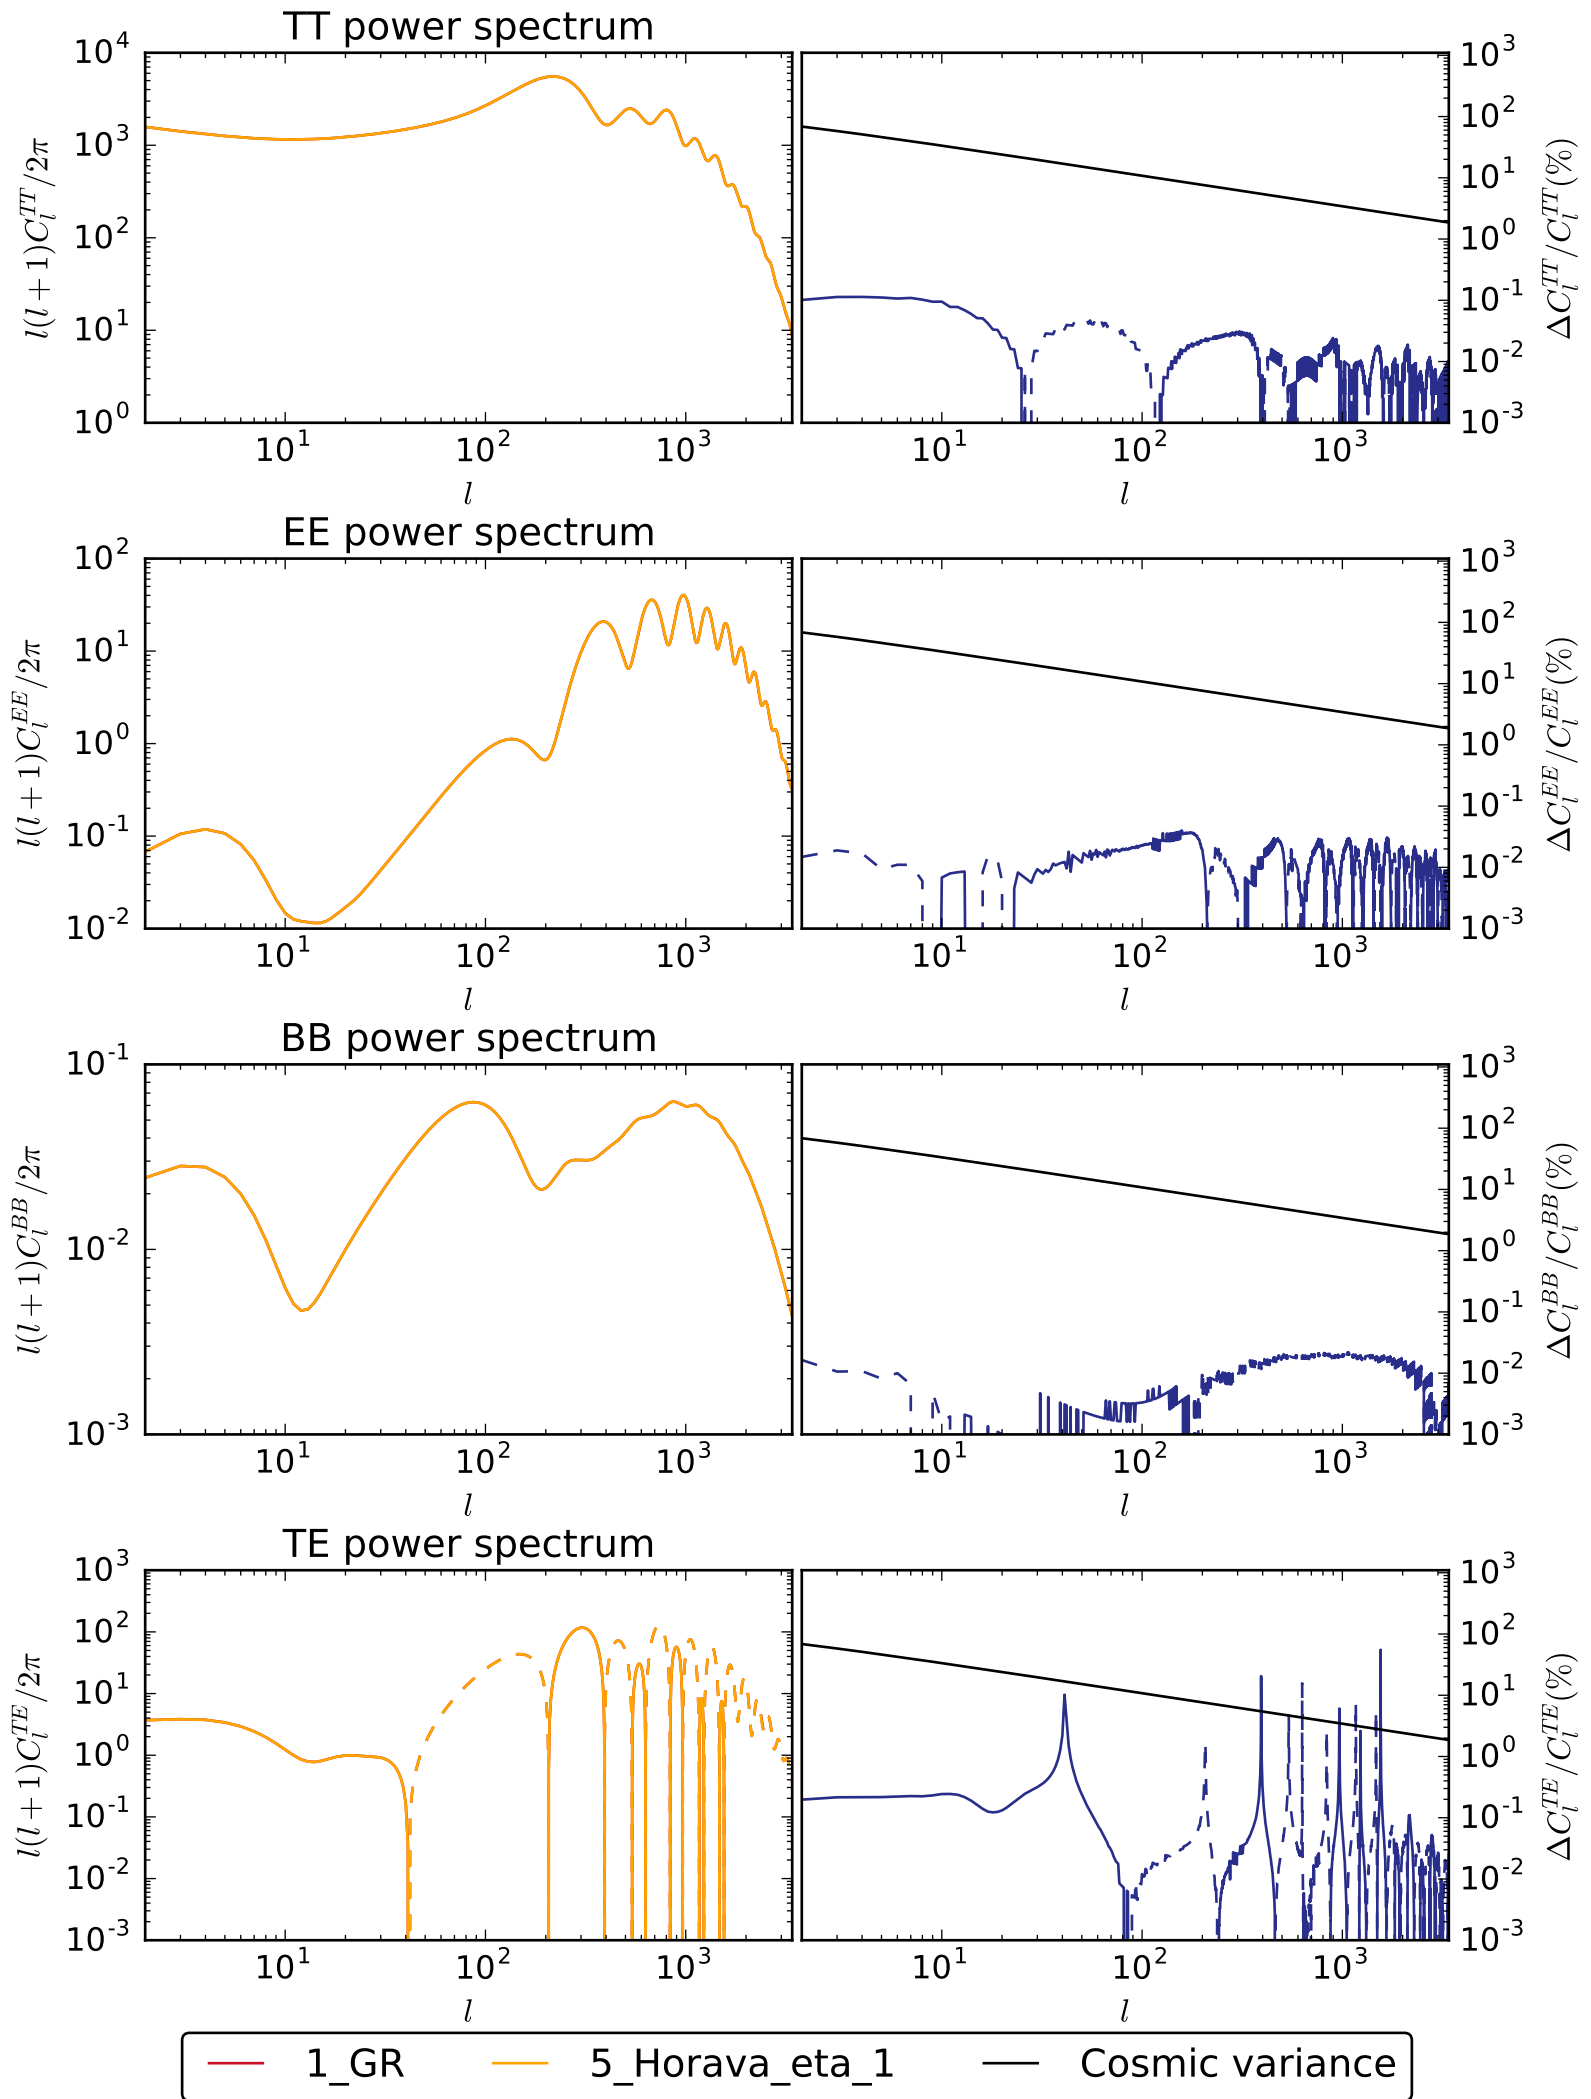 TT power spectrum
10^4 10^3 10^2 10^1 10^0
l(l + 1)C_l^{TT}/2π
10^1 10^2 10^3
l
10^1 10^2 10^3
l
10^3 10^2 10^1 10^0 10^-1 10^-2 10^-3
ΔC_l^{TT}/C_l^{TT}(%)
EE power spectrum
10^2 10^1 10^0 10^-1 10^-2
l(l + 1)C_l^{EE}/2π
10^1 10^2 10^3
l
10^1 10^2 10^3
l
10^3 10^2 10^1 10^0 10^-1 10^-2 10^-3
ΔC_l^{EE}/C_l^{EE}(%)
BB power spectrum
10^-1 10^-2 10^-3
l(l + 1)C_l^{BB}/2π
10^1 10^2 10^3
l
10^1 10^2 10^3
l
10^3 10^2 10^1 10^0 10^-1 10^-2 10^-3
ΔC_l^{BB}/C_l^{BB}(%)
TE power spectrum
10^3 10^2 10^1 10^0 10^-1 10^-2 10^-3
l(l + 1)C_l^{TE}/2π
10^1 10^2 10^3
l
10^1 10^2 10^3
l
10^3 10^2 10^1 10^0 10^-1 10^-2 10^-3
ΔC_l^{TE}/C_l^{TE}(%)
1_GR 5_Horava_eta_1 Cosmic variance